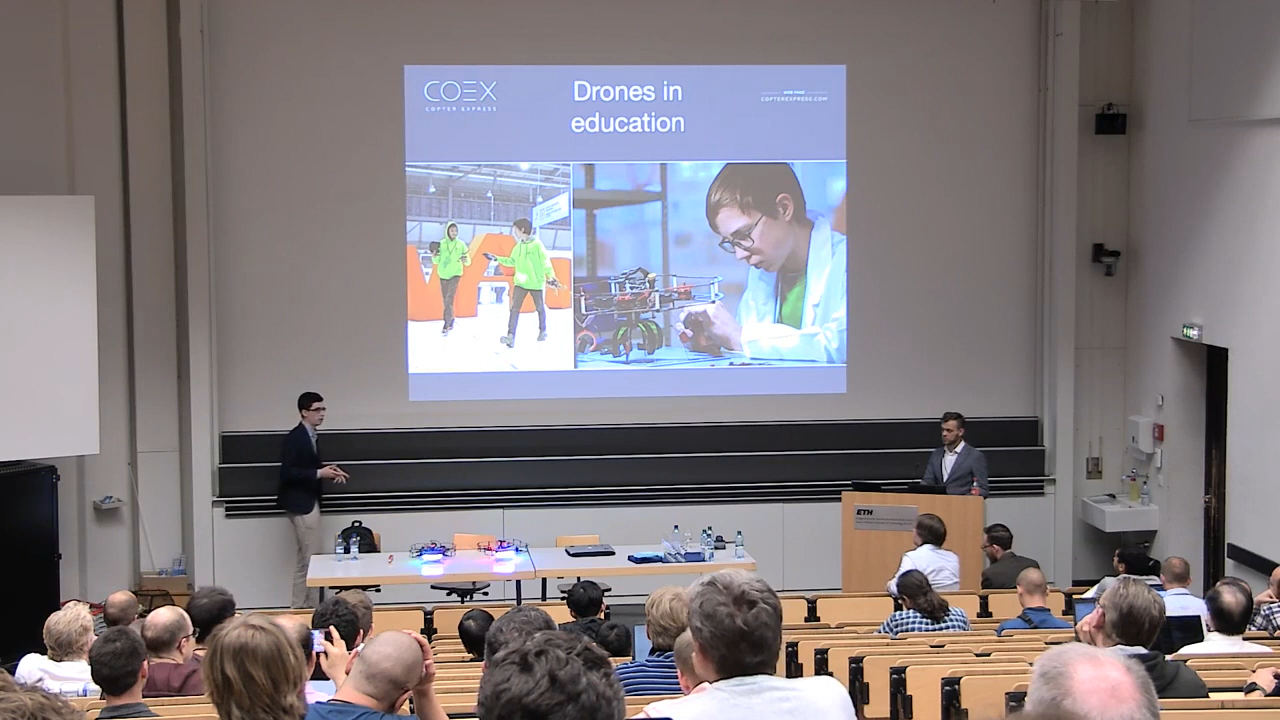 COEX
COPTER EXPRESS
Drones in
education
COPTEREXPRESS.COM
ETH